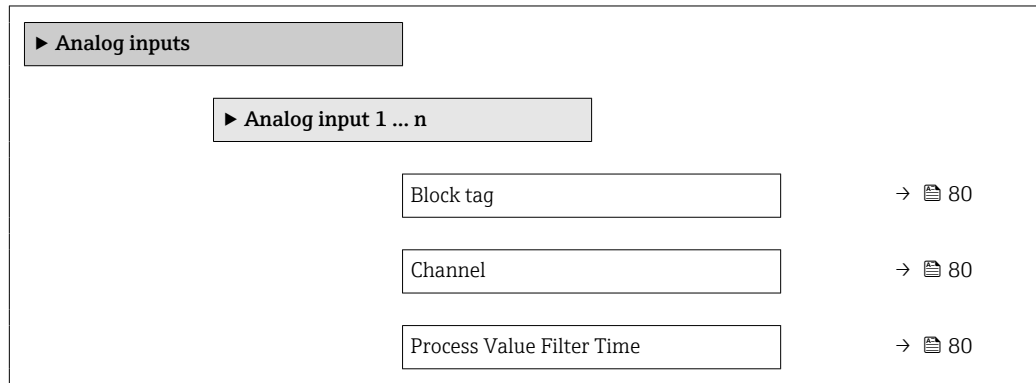 ▶ Analog inputs
▶ Analog input 1 … n
Block tag → 80
Channel → 80
Process Value Filter Time → 80